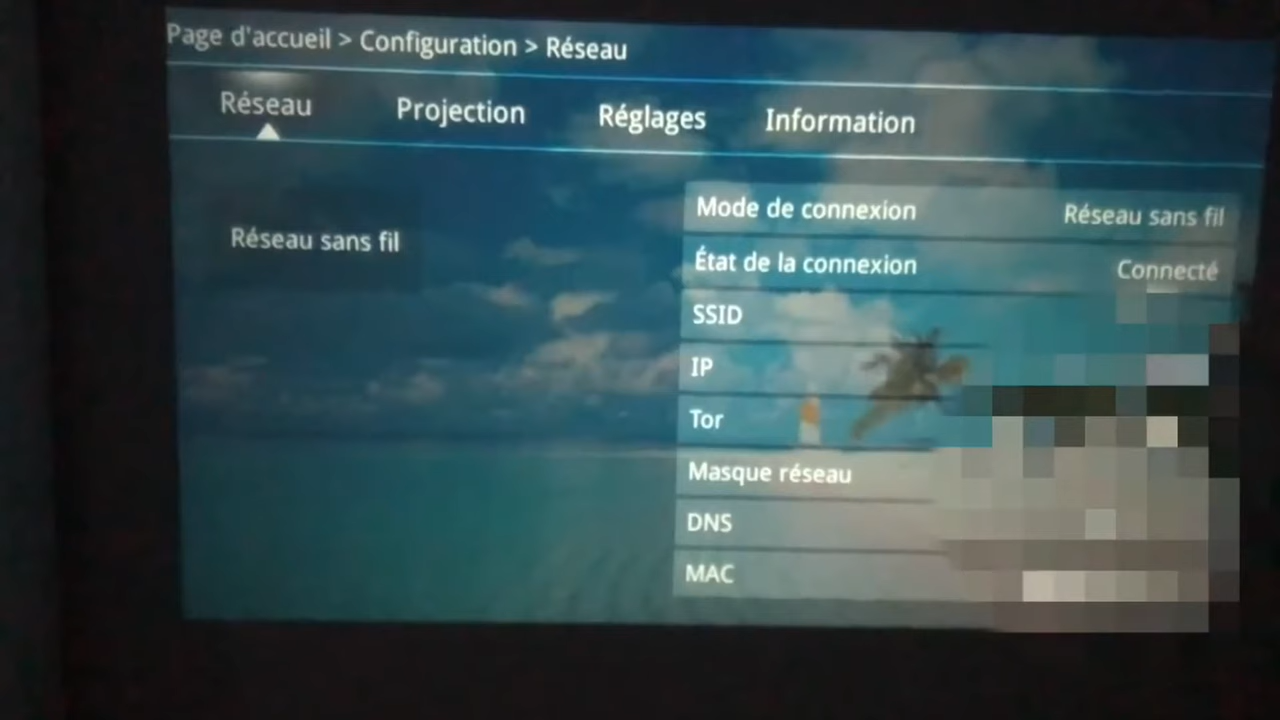 Page d'accueil > Configuration > Réseau
Réseau Projection Réglages Information
Réseau sans fil
Mode de connexion Réseau sans fil
État de la connexion Connecté
SSID
IP
Tor
Masque réseau
DNS
MAC